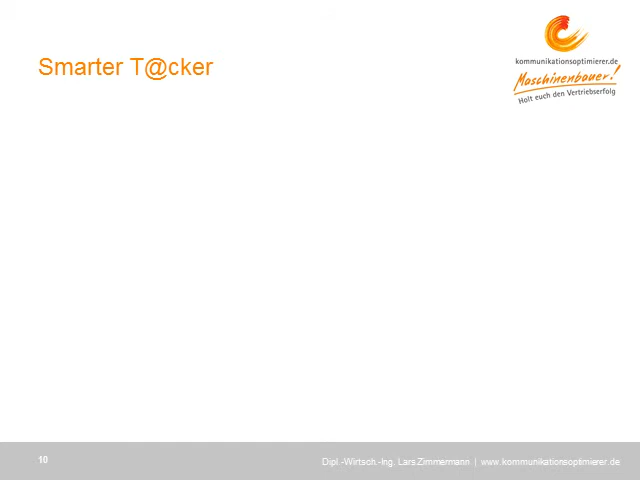 Smarter T@cker
kommunikationsoptimierer.de
Maschinenbauer!
Holt euch den Vertriebserfolg
10
Dipl.-Wirtsch.-Ing. Lars Zimmermann | www.kommunikationsoptimierer.de